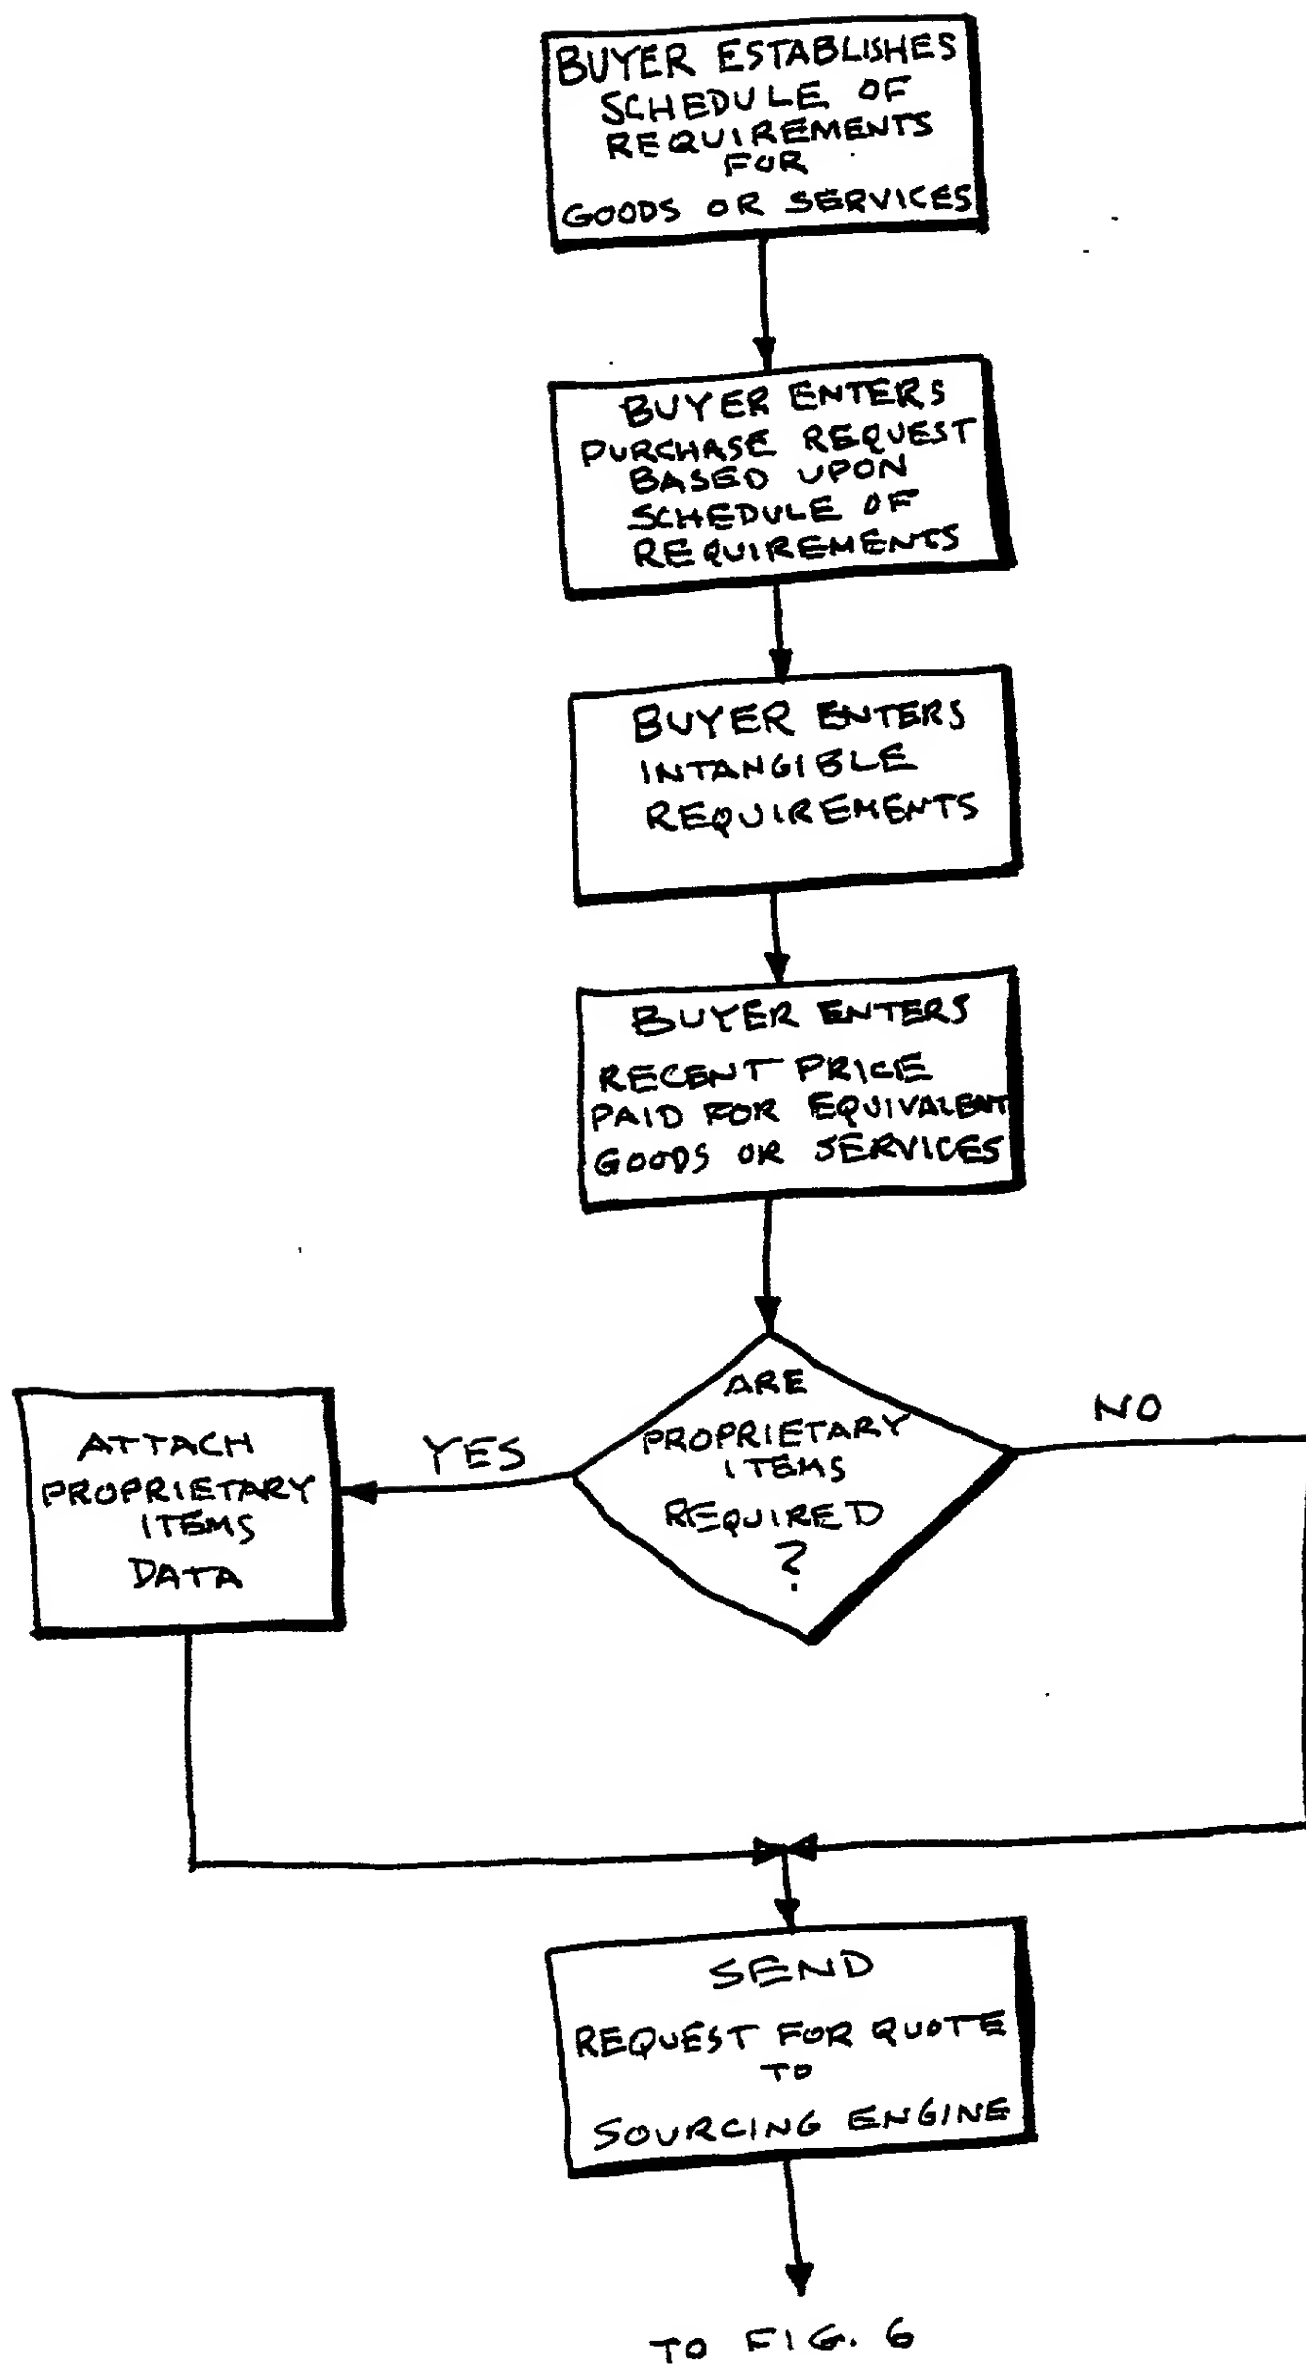 BUYER ESTABLISHES
SCHEDULE OF
REQUIREMENTS
FOR
GOODS OR SERVICES
BUYER ENTERS
PURCHASE REQUEST
BASED UPON
SCHEDULE OF
REQUIREMENTS
BUYER ENTERS
INTANGIBLE
REQUIREMENTS
BUYER ENTERS
RECENT PRICE
PAID FOR EQUIVALENT
GOODS OR SERVICES
ARE
PROPRIETARY
ITEMS
REQUIRED
?
YES
NO
ATTACH
PROPRIETARY
ITEMS
DATA
SEND
REQUEST FOR QUOTE
TO
SOURCING ENGINE
TO FIG. 6